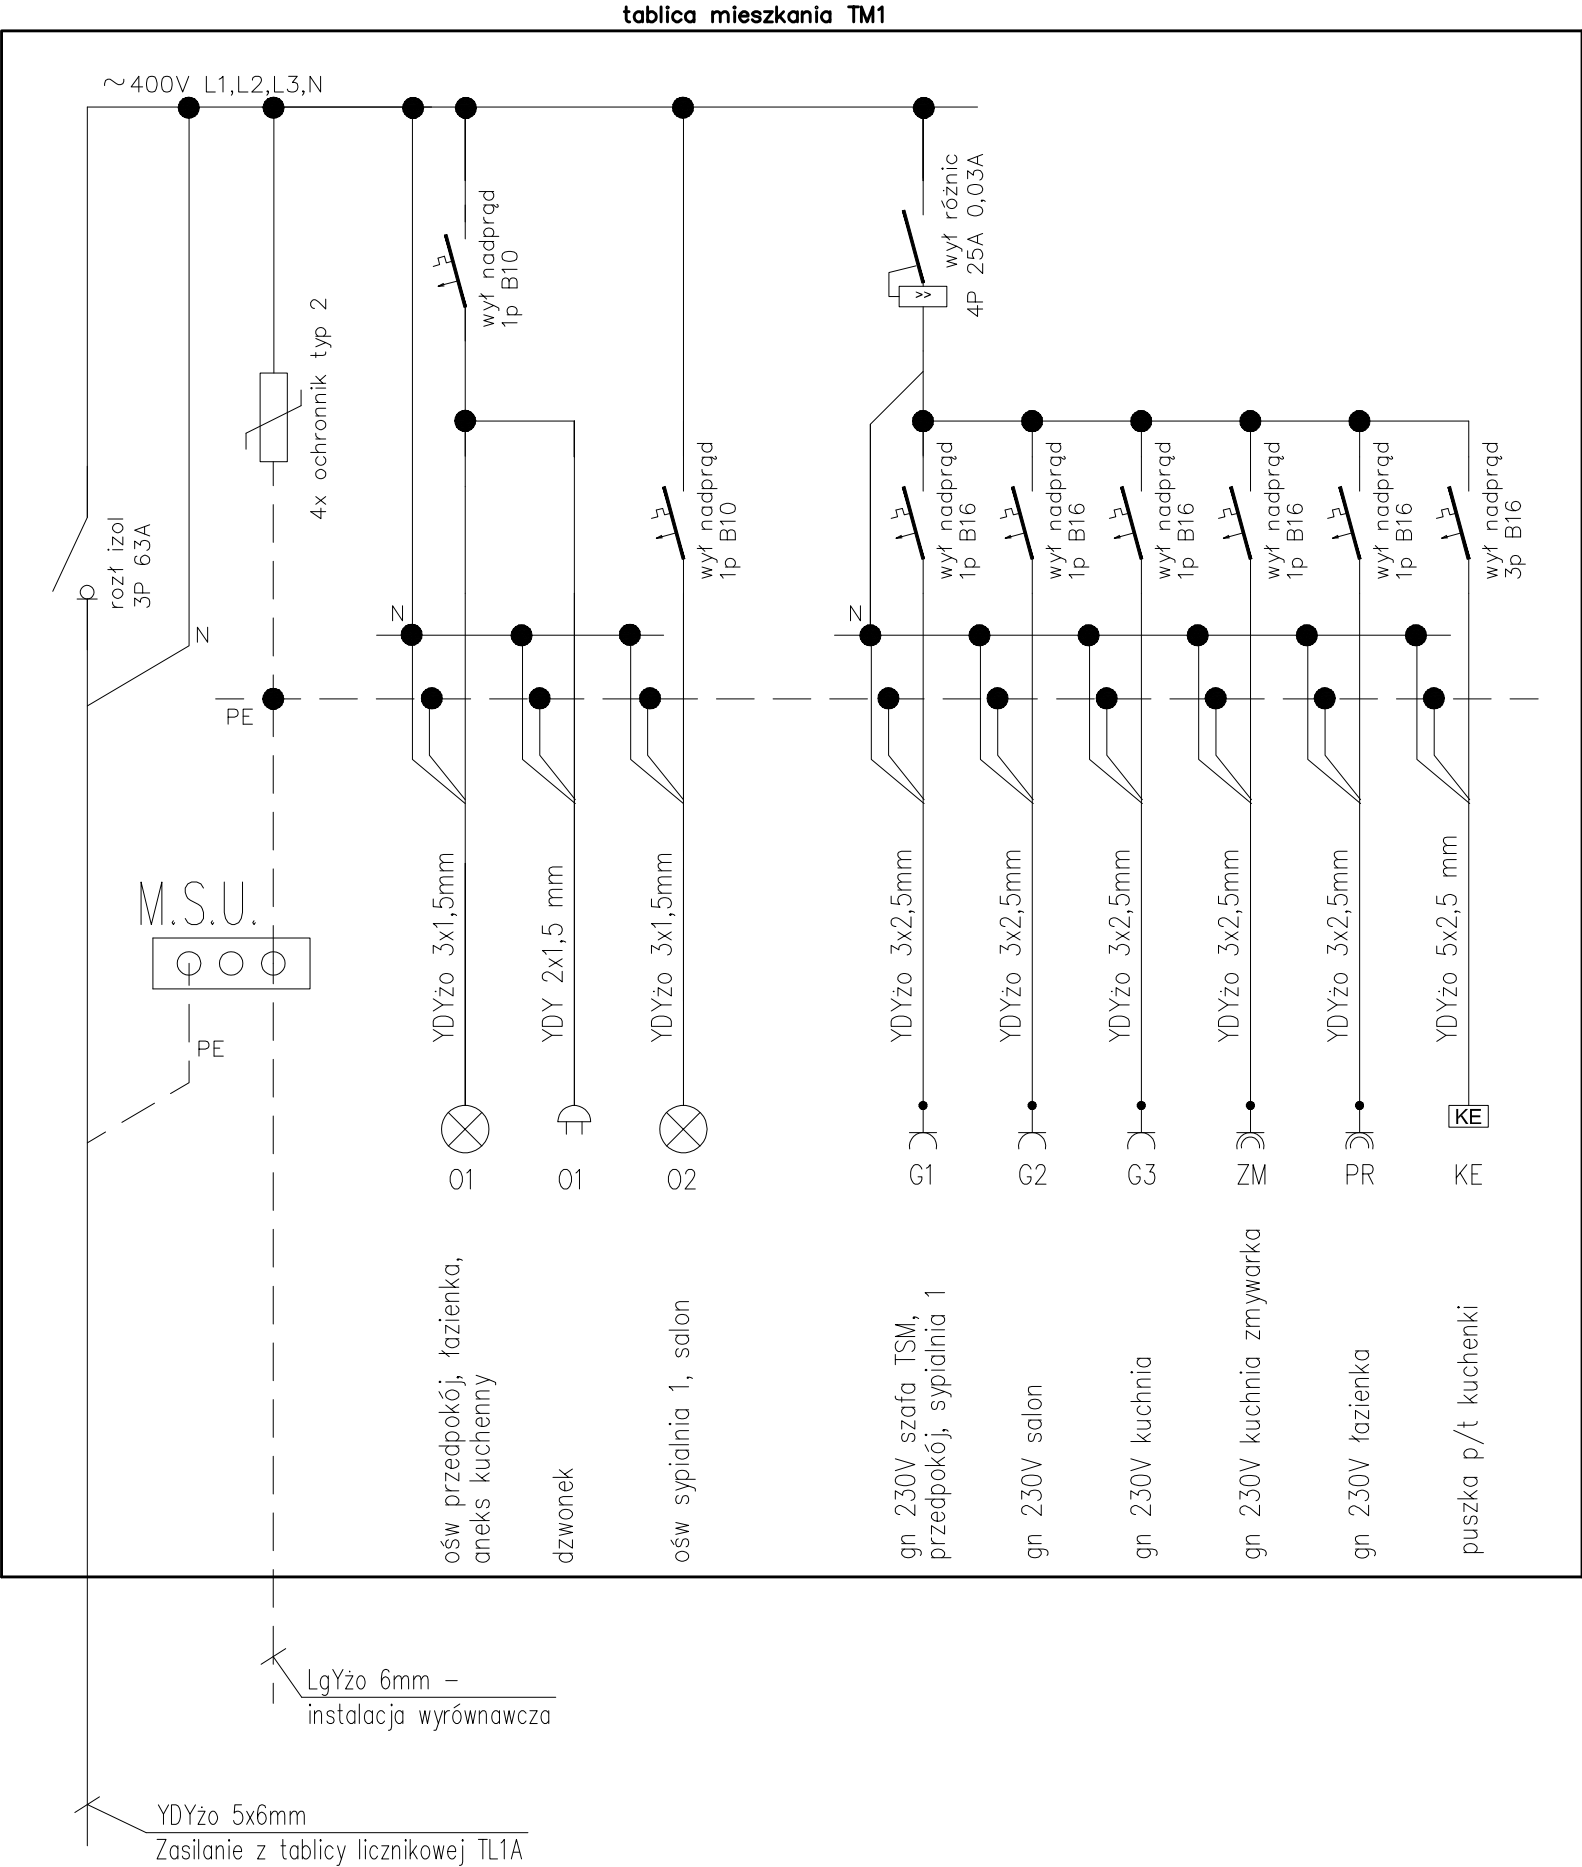 tablica mieszkania TM1
~400V L1,L2,L3,N
rozł izol
3P 63A
N
4x ochronnik typ 2
wył nadprąd
1p B10
wył nadprąd
1p B10
wył różnic
4P 25A 0,03A
>>
wył nadprąd
1p B16
wył nadprąd
1p B16
wył nadprąd
1p B16
wył nadprąd
1p B16
wył nadprąd
1p B16
wył nadprąd
3p B16
N
N
PE
M.S.U.
PE
YDYżo 3x1,5mm
YDY 2x1,5 mm
YDYżo 3x1,5mm
YDYżo 3x2,5mm
YDYżo 3x2,5mm
YDYżo 3x2,5mm
YDYżo 3x2,5mm
YDYżo 3x2,5mm
YDYżo 5x2,5 mm
KE
O1
O1
O2
G1
G2
G3
ZM
PR
KE
ośw przedpokój, łazienka,
aneks kuchenny
dzwonek
ośw sypialnia 1, salon
gn 230V szafa TSM,
przedpokój, sypialnia 1
gn 230V salon
gn 230V kuchnia
gn 230V kuchnia zmywarka
gn 230V łazienka
puszka p/t kuchenki
LgYżo 6mm –
instalacja wyrównawcza
YDYżo 5x6mm
Zasilanie z tablicy licznikowej TL1A